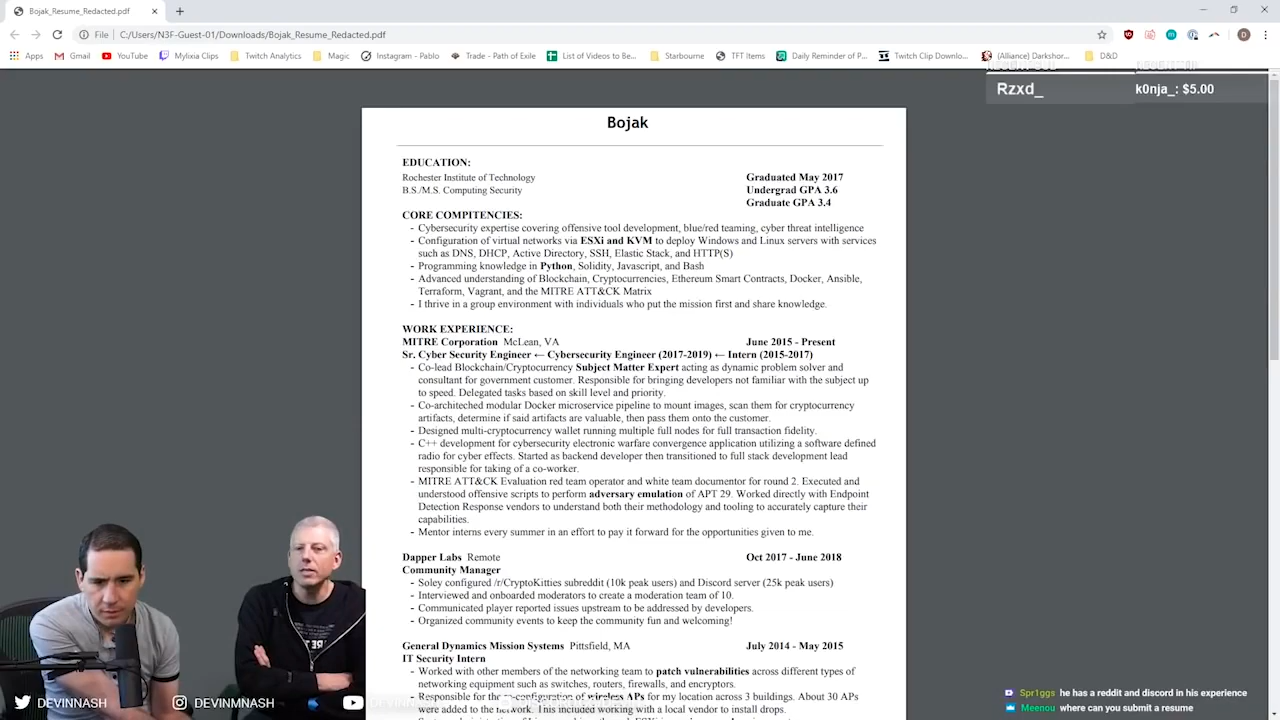 Bojak_Resume_Redacted.pdf
File
C:/Users/N3F-Guest-01/Downloads/Bojak_Resume_Redacted.pdf
Apps
Gmail
YouTube
Mylixia Clips
Twitch Analytics
Magic
Instagram - Pablo
Trade - Path of Exile
List of Videos to Be...
Starbourne
TFT Items
Daily Reminder of P...
Twitch Clip Downlo...
(Alliance) Darkshor...
D&D
Rzxd_
k0nja_: $5.00
Bojak
EDUCATION:
Rochester Institute of Technology Graduated May 2017
B.S./M.S. Computing Security Undergrad GPA 3.6
Graduate GPA 3.4
CORE COMPETENCIES:
- Cybersecurity expertise covering offensive tool development, blue/red teaming, cyber threat intelligence
- Configuration of virtual networks via ESXi and KVM to deploy Windows and Linux servers with services
such as DNS, DHCP, Active Directory, SSH, Elastic Stack, and HTTP(S)
- Programming knowledge in Python, Solidity, Javascript, and Bash
- Advanced understanding of Blockchain, Cryptocurrencies, Ethereum Smart Contracts, Docker, Ansible,
Terraform, Vagrant, and the MITRE ATT&CK Matrix
- I thrive in a group environment with individuals who put the mission first and share knowledge.
WORK EXPERIENCE:
MITRE Corporation McLean, VA June 2015 - Present
Sr. Cyber Security Engineer ← Cybersecurity Engineer (2017-2019) ← Intern (2015-2017)
- Co-lead Blockchain/Cryptocurrency Subject Matter Expert acting as dynamic problem solver and
consultant for government customer. Responsible for bringing developers not familiar with the subject up
to speed. Delegated tasks based on skill level and priority.
- Co-architeched modular Docker microservice pipeline to mount images, scan them for cryptocurrency
artifacts, determine if said artifacts are valuable, then pass them onto the customer.
- Designed multi-cryptocurrency wallet running multiple full nodes for full transaction fidelity.
- C++ development for cybersecurity electronic warfare convergence application utilizing a software defined
radio for cyber effects. Started as backend developer then transitioned to full stack development lead
responsible for taking of a co-worker.
- MITRE ATT&CK Evaluation red team operator and white team documentor for round 2. Executed and
understood offensive scripts to perform adversary emulation of APT 29. Worked directly with Endpoint
Detection Response vendors to understand both their methodology and tooling to accurately capture their
capabilities.
- Mentor interns every summer in an effort to pay it forward for the opportunities given to me.
Dapper Labs Remote Oct 2017 - June 2018
Community Manager
- Soley configured /r/CryptoKitties subreddit (10k peak users) and Discord server (25k peak users)
- Interviewed and onboarded moderators to create a moderation team of 10.
- Communicated player reported issues upstream to be addressed by developers.
- Organized community events to keep the community fun and welcoming!
General Dynamics Mission Systems Pittsfield, MA July 2014 - May 2015
IT Security Intern
- Worked with other members of the networking team to patch vulnerabilities across different types of
networking equipment such as switches, routers, firewalls, and encryptors.
- Responsible for the co-configuration of wireless APs for my location across 3 buildings. About 30 APs
were added to the network. This included working with a local vendor to install drops.
DEVINNASH
DEVINMNASH
Spr1ggs he has a reddit and discord in his experience
Meenou where can you submit a resume